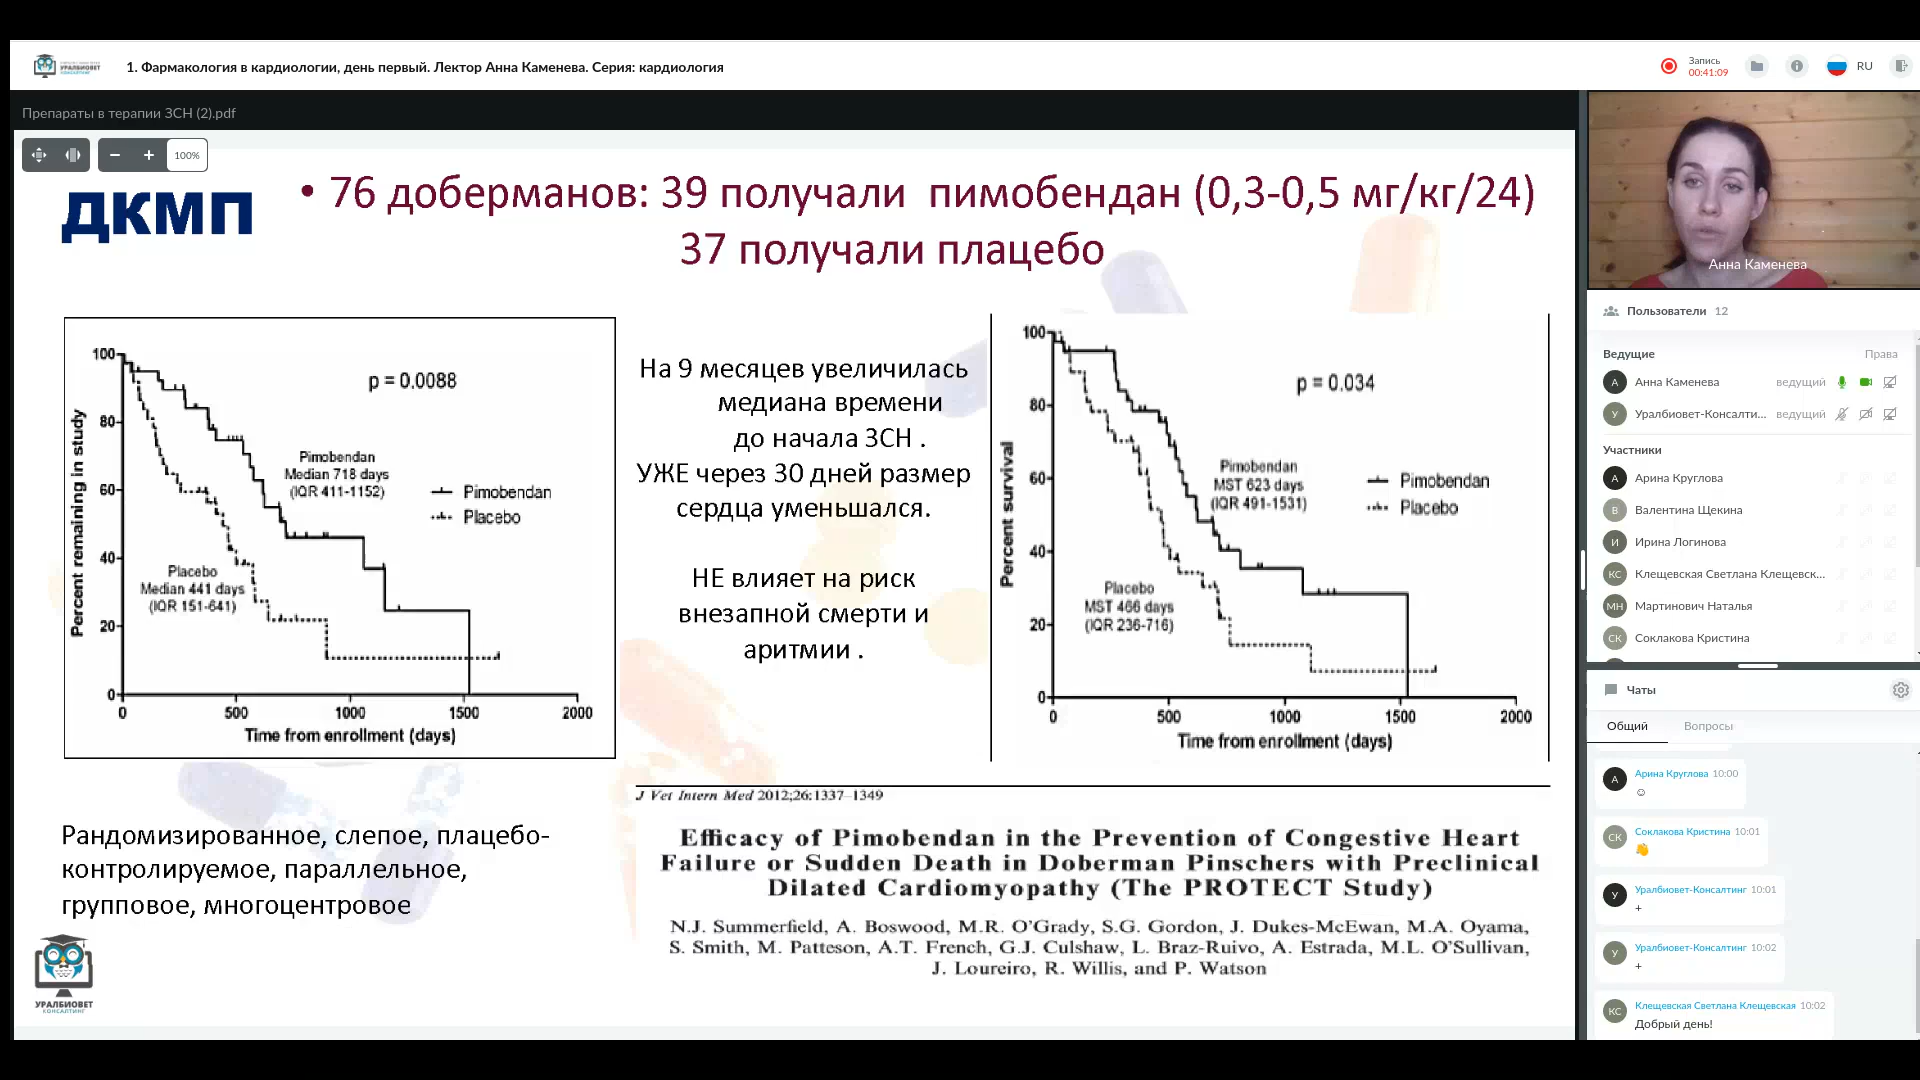 УРАЛБИОВЕТ
КОНСАЛТИНГ
1. Фармакология в кардиологии, день первый. Лектор Анна Каменева. Серия: кардиология
Запись
00:41:09
RU
Препараты в терапии ЗСН (2).pdf
100%
ДКМП
• 76 доберманов: 39 получали пимобендан (0,3-0,5 мг/кг/24)
37 получали плацебо
100
80
60
40
20
0
Percent remaining in study
p = 0.0088
Pimobendan
Median 718 days
(IQR 411-1152)
Pimobendan
Placebo
Placebo
Median 441 days
(IQR 151-641)
0 500 1000 1500 2000
Time from enrollment (days)
На 9 месяцев увеличилась
медиана времени
до начала ЗСН .
УЖЕ через 30 дней размер
сердца уменьшался.
НЕ влияет на риск
внезапной смерти и
аритмии .
100
80
60
40
20
0
Percent survival
p = 0.034
Pimobendan
MST 623 days
(IQR 491-1531)
Pimobendan
Placebo
Placebo
MST 466 days
(IQR 236-716)
0 500 1000 1500 2000
Time from enrollment (days)
J Vet Intern Med 2012;26:1337–1349
Efficacy of Pimobendan in the Prevention of Congestive Heart
Failure or Sudden Death in Doberman Pinschers with Preclinical
Dilated Cardiomyopathy (The PROTECT Study)
N.J. Summerfield, A. Boswood, M.R. O'Grady, S.G. Gordon, J. Dukes-McEwan, M.A. Oyama,
S. Smith, M. Patteson, A.T. French, G.J. Culshaw, L. Braz-Ruivo, A. Estrada, M.L. O'Sullivan,
J. Loureiro, R. Willis, and P. Watson
Рандомизированное, слепое, плацебо-
контролируемое, параллельное,
групповое, многоцентровое
УРАЛБИОВЕТ
КОНСАЛТИНГ
Анна Каменева
Пользователи 12
Ведущие Права
А Анна Каменева ведущий
У Уралбиовет-Консалти... ведущий
Участники
А Арина Круглова
В Валентина Щекина
И Ирина Логинова
КС Клещевская Светлана Клещевск...
МН Мартинович Наталья
СК Соклакова Кристина
Чаты
Общий Вопросы
А Арина Круглова 10:00
☺
СК Соклакова Кристина 10:01
👏
У Уралбиовет-Консалтинг 10:01
+
У Уралбиовет-Консалтинг 10:02
+
КС Клещевская Светлана Клещевская 10:02
Добрый день!